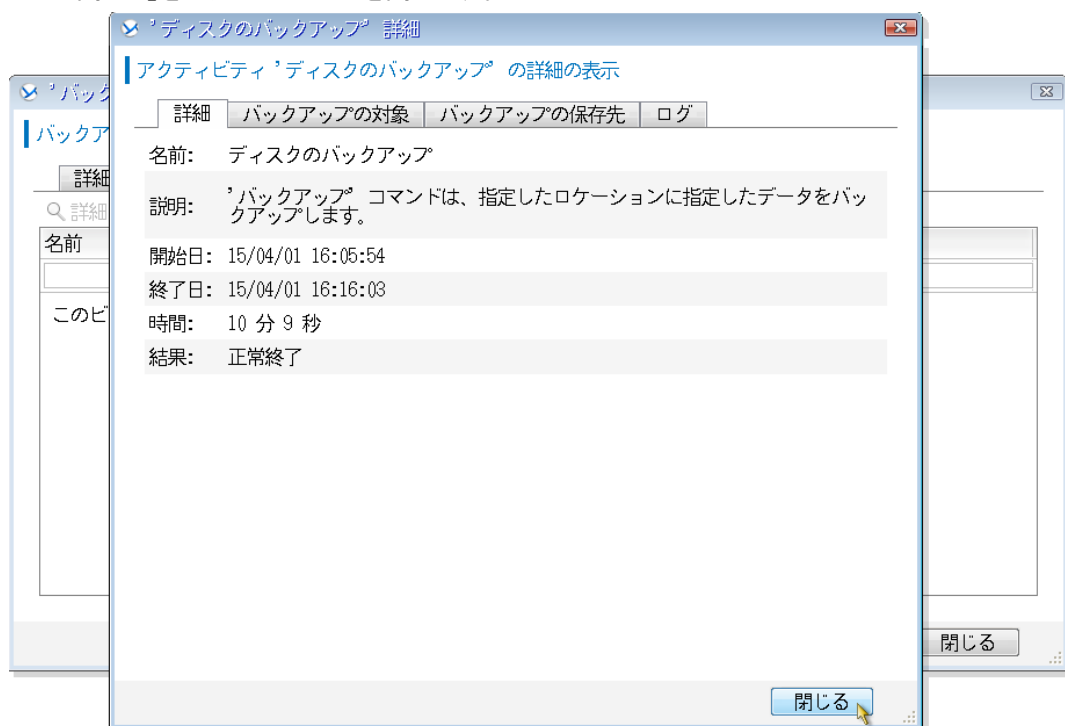 'ディスクのバックアップ' 詳細
アクティビティ 'ディスクのバックアップ' の詳細の表示
詳細 バックアップの対象 バックアップの保存先 ログ
名前: ディスクのバックアップ
説明: 'バックアップ' コマンドは、指定したロケーションに指定したデータをバッ
クアップします。
開始日: 15/04/01 16:05:54
終了日: 15/04/01 16:16:03
時間: 10 分 9 秒
結果: 正常終了
閉じる
'バック
バックア
詳細
詳細
名前
このビ
閉じる